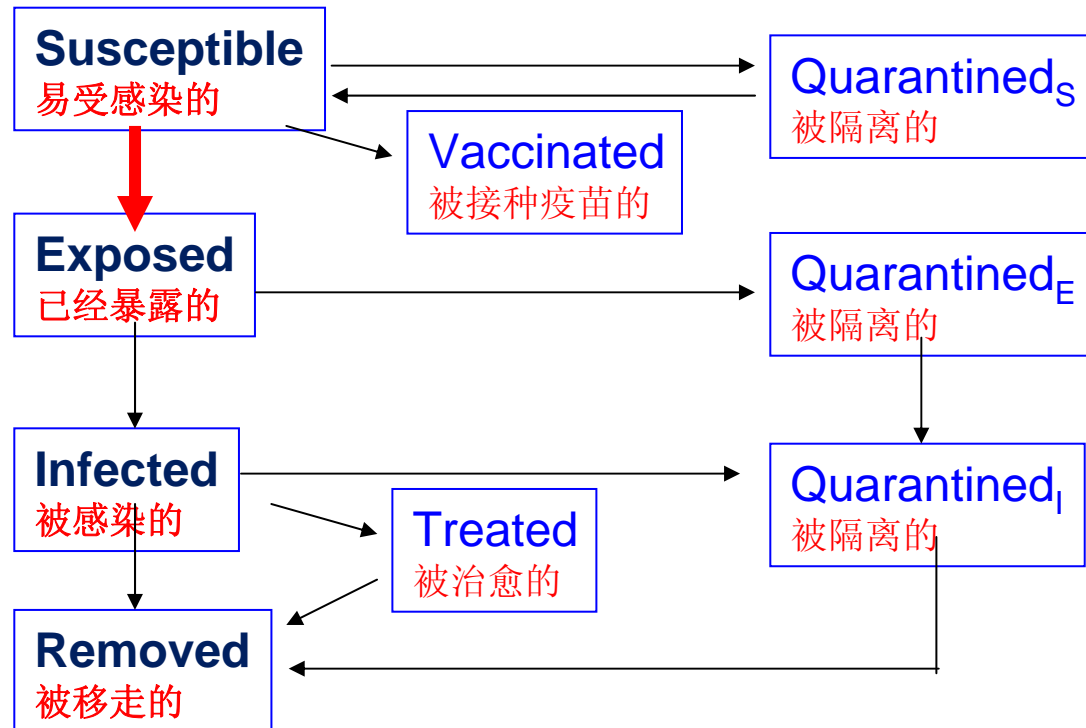 Susceptible
易受感染的
Quarantined_S
被隔离的
Vaccinated
被接种疫苗的
Exposed
已经暴露的
Quarantined_E
被隔离的
Infected
被感染的
Quarantined_I
被隔离的
Treated
被治愈的
Removed
被移走的